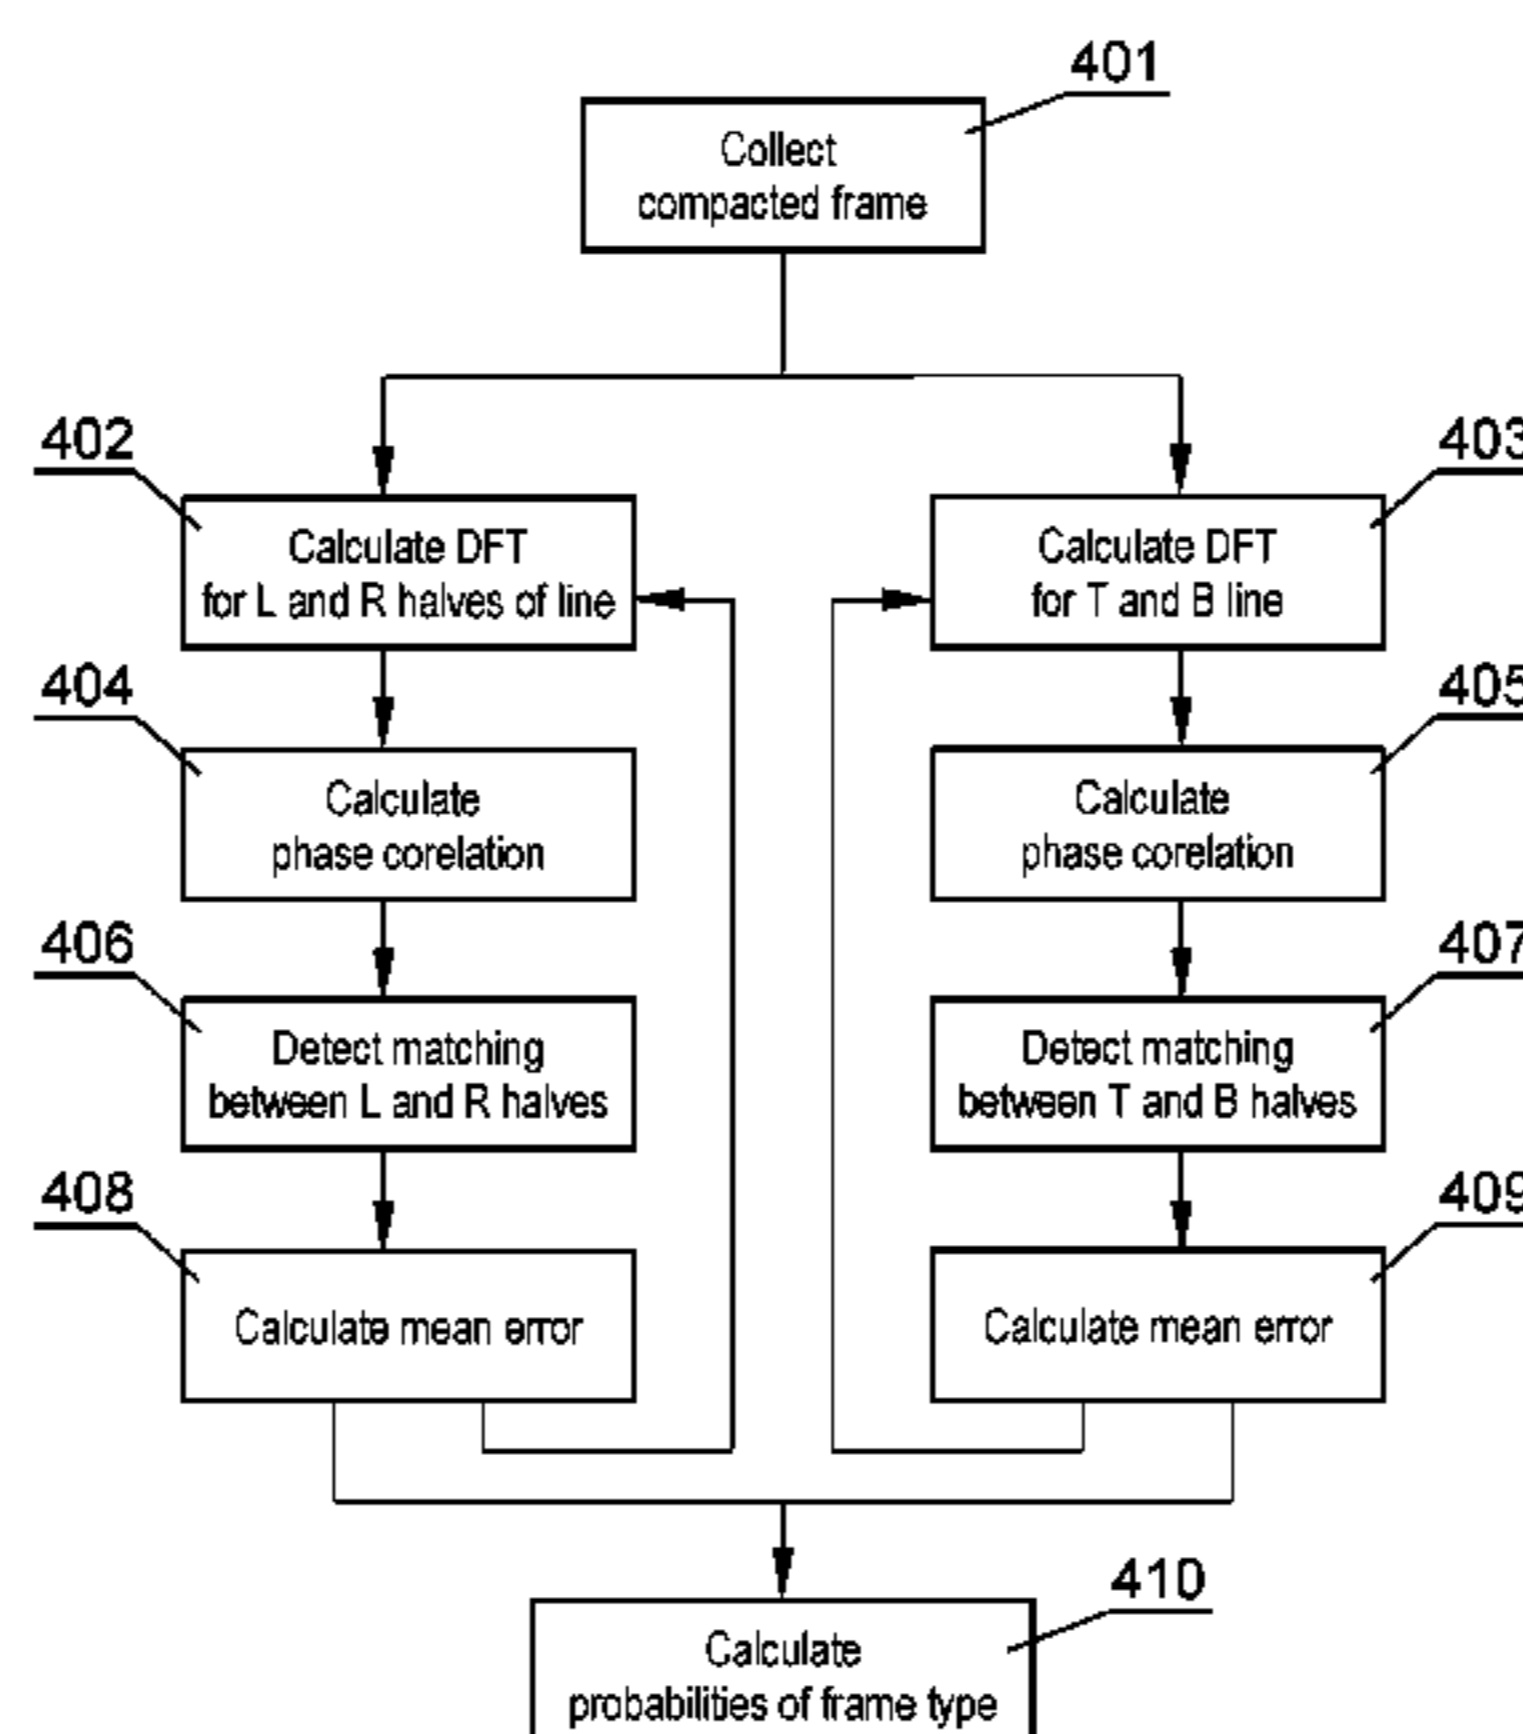 401
Collect
compacted frame
402
403
Calculate DFT
for L and R halves of line
Calculate DFT
for T and B line
404
405
Calculate
phase corelation
Calculate
phase corelation
406
407
Detect matching
between L and R halves
Detect matching
between T and B halves
408
409
Calculate mean error
Calculate mean error
410
Calculate
probabilities of frame type